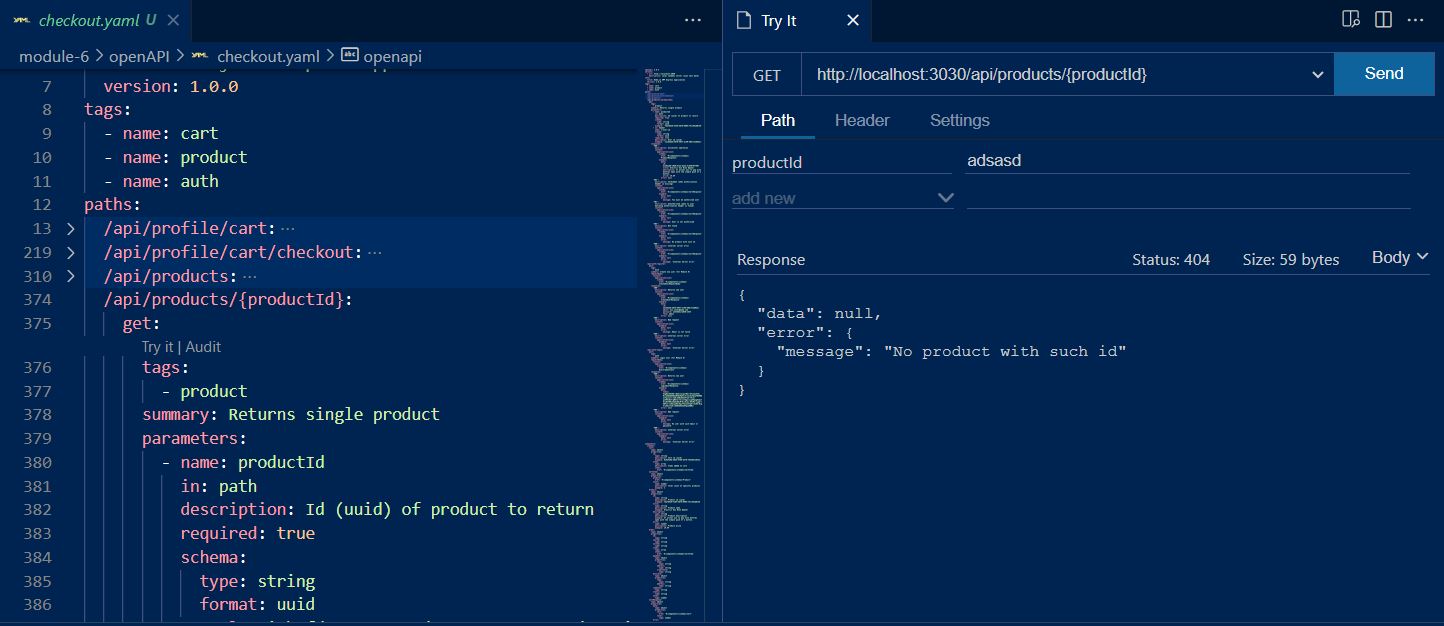 checkout.yaml U
module-6 > openAPI > checkout.yaml > openapi
7 version: 1.0.0
8 tags:
9 - name: cart
10 - name: product
11 - name: auth
12 paths:
13 /api/profile/cart: ...
219 /api/profile/cart/checkout: ...
310 /api/products: ...
374 /api/products/{productId}:
375 get:
Try it | Audit
376 tags:
377 - product
378 summary: Returns single product
379 parameters:
380 - name: productId
381 in: path
382 description: Id (uuid) of product to return
383 required: true
384 schema:
385 type: string
386 format: uuid
Try It
GET http://localhost:3030/api/products/{productId} Send
Path Header Settings
productId adsasd
add new
Response Status: 404 Size: 59 bytes Body
{
"data": null,
"error": {
"message": "No product with such id"
}
}